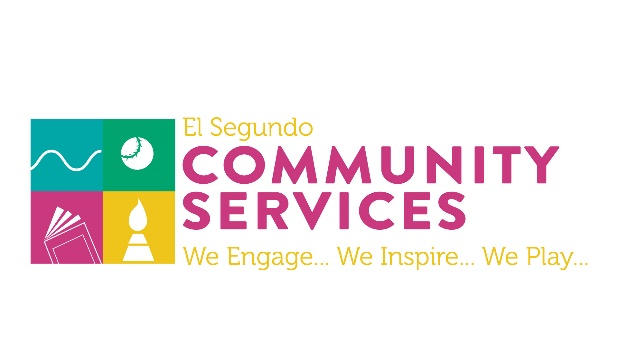 El Segundo
COMMUNITY
SERVICES
We Engage... We Inspire... We Play...